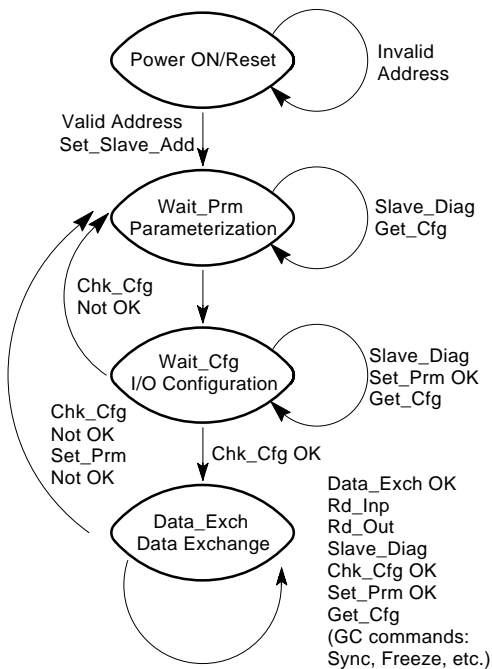 Power ON/Reset
Invalid
Address
Valid Address
Set_Slave_Add
Wait_Prm
Parameterization
Slave_Diag
Get_Cfg
Chk_Cfg
Not OK
Wait_Cfg
I/O Configuration
Slave_Diag
Set_Prm OK
Get_Cfg
Chk_Cfg
Not OK
Set_Prm
Not OK
Chk_Cfg OK
Data_Exch
Data Exchange
Data_Exch OK
Rd_Inp
Rd_Out
Slave_Diag
Chk_Cfg OK
Set_Prm OK
Get_Cfg
(GC commands:
Sync, Freeze, etc.)